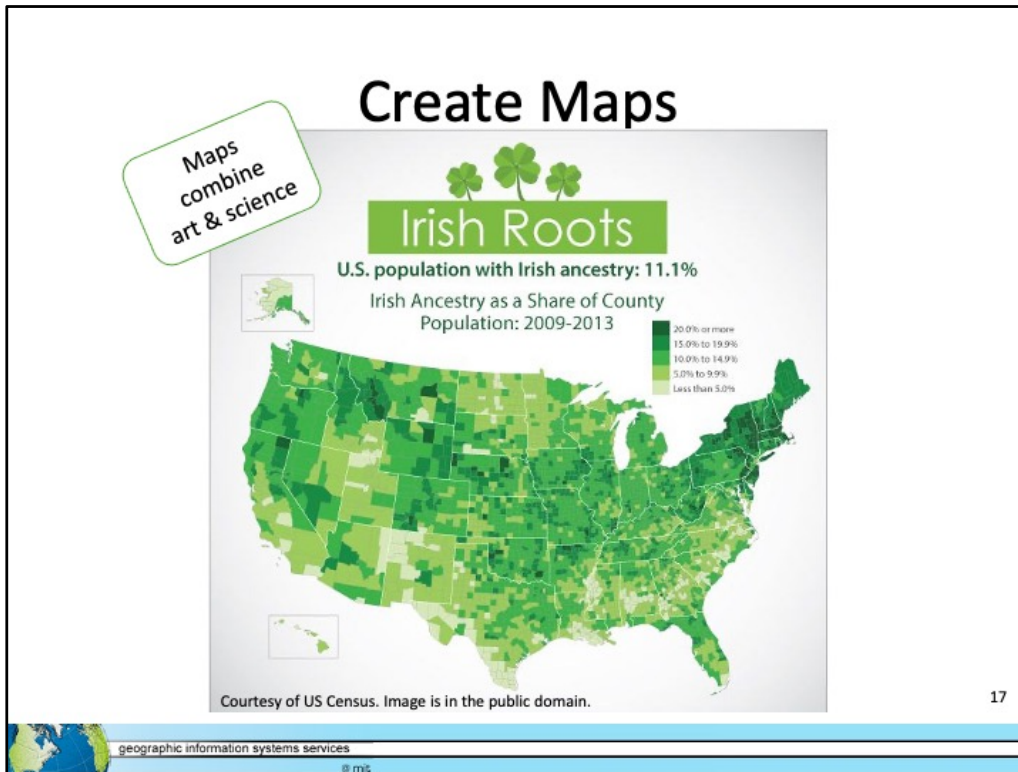 Create Maps
Maps
combine
art & science
Irish Roots
U.S. population with Irish ancestry: 11.1%
Irish Ancestry as a Share of County
Population: 2009-2013
20.0% or more
15.0% to 19.9%
10.0% to 14.9%
5.0% to 9.9%
Less than 5.0%
Courtesy of US Census. Image is in the public domain.
17
geographic information systems services
@ mit